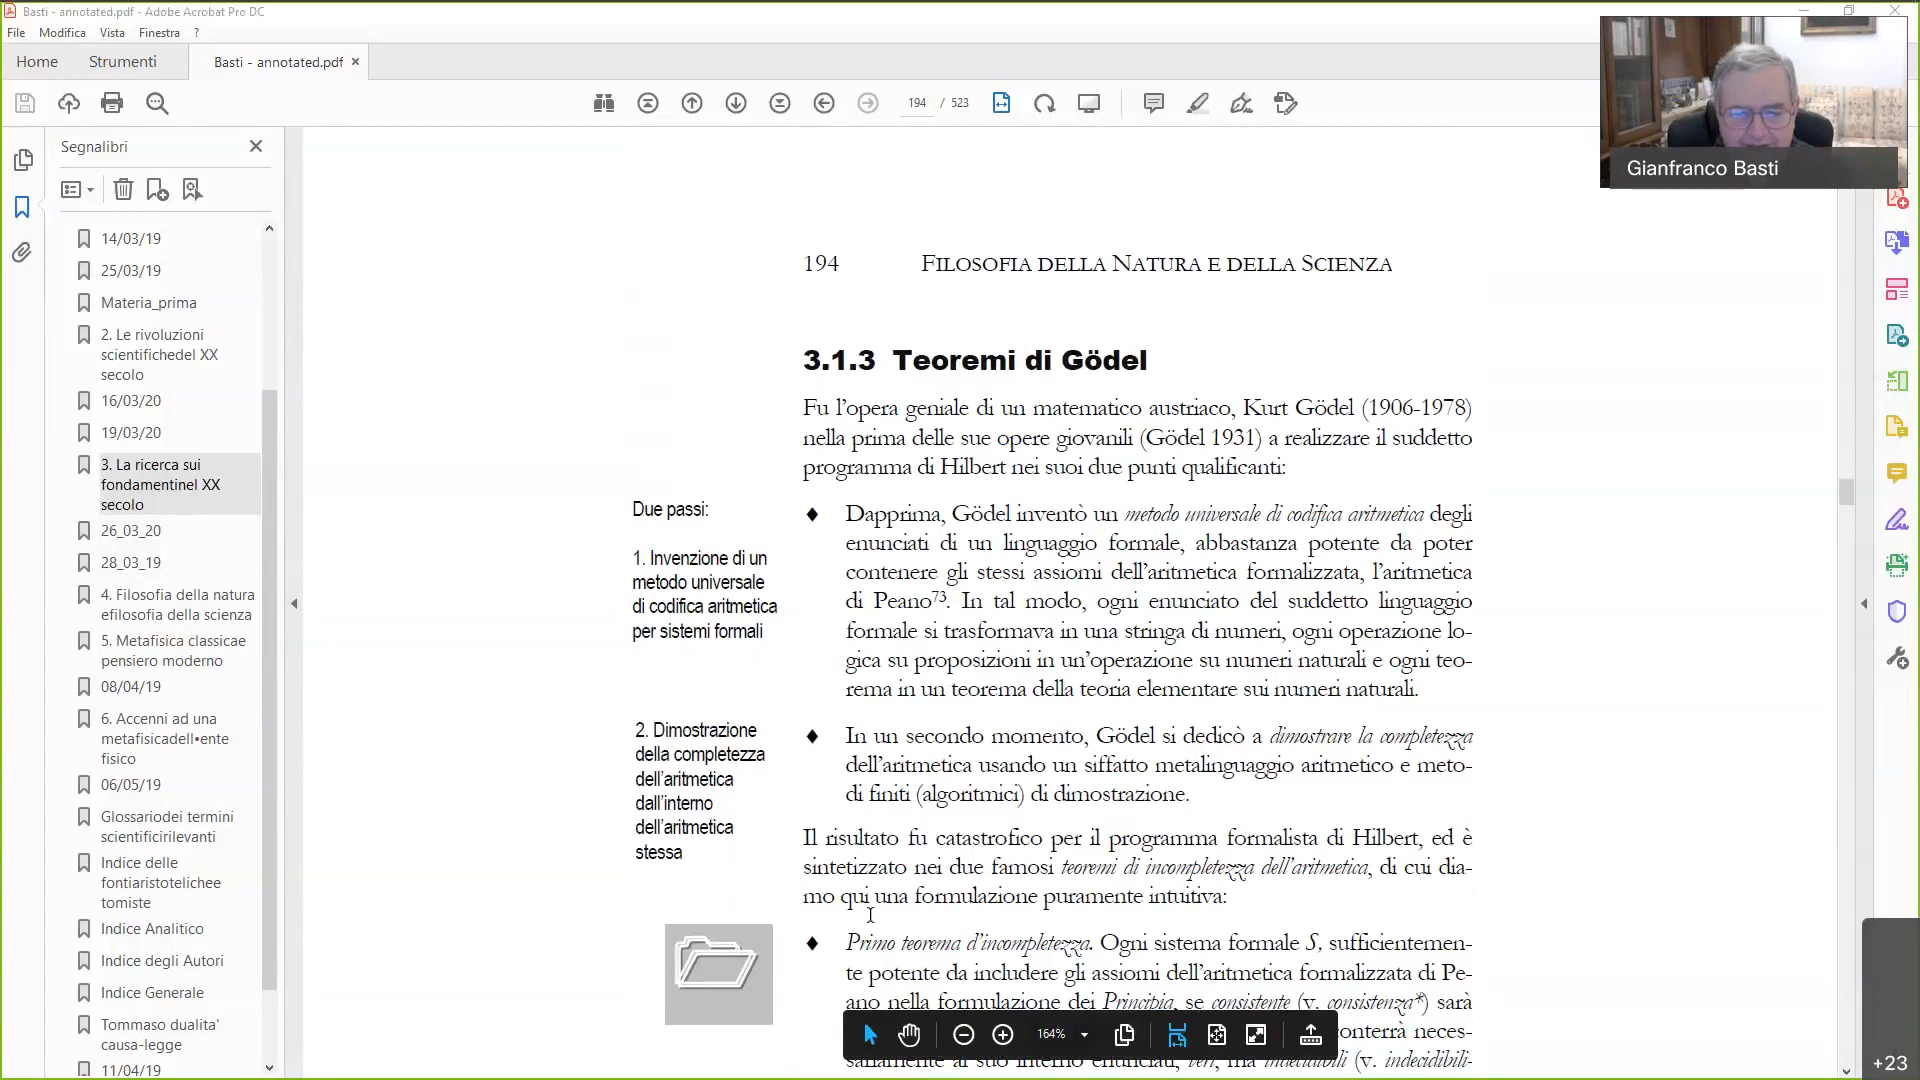 Basti - annotated.pdf - Adobe Acrobat Pro DC
File Modifica Vista Finestra ?
Home Strumenti Basti - annotated.pdf ×
194 / 523
Gianfranco Basti
Segnalibri
14/03/19
25/03/19
Materia_prima
2. Le rivoluzioni
scientifichedel XX
secolo
16/03/20
19/03/20
3. La ricerca sui
fondamentinel XX
secolo
26_03_20
28_03_19
4. Filosofia della natura
efilosofia della scienza
5. Metafisica classicae
pensiero moderno
08/04/19
6. Accenni ad una
metafisicadell•ente
fisico
06/05/19
Glossariodei termini
scientificirilevanti
Indice delle
fontiaristotelichee
tomiste
Indice Analitico
Indice degli Autori
Indice Generale
Tommaso dualita'
causa-legge
11/04/19
194 FILOSOFIA DELLA NATURA E DELLA SCIENZA
3.1.3 Teoremi di Gödel
Fu l'opera geniale di un matematico austriaco, Kurt Gödel (1906-1978)
nella prima delle sue opere giovanili (Gödel 1931) a realizzare il suddetto
programma di Hilbert nei suoi due punti qualificanti:
Due passi:
1. Invenzione di un
metodo universale
di codifica aritmetica
per sistemi formali
♦ Dapprima, Gödel inventò un metodo universale di codifica aritmetica degli
enunciati di un linguaggio formale, abbastanza potente da poter
contenere gli stessi assiomi dell'aritmetica formalizzata, l'aritmetica
di Peano73. In tal modo, ogni enunciato del suddetto linguaggio
formale si trasformava in una stringa di numeri, ogni operazione lo-
gica su proposizioni in un'operazione su numeri naturali e ogni teo-
rema in un teorema della teoria elementare sui numeri naturali.
2. Dimostrazione
della completezza
dell'aritmetica
dall'interno
dell'aritmetica
stessa
♦ In un secondo momento, Gödel si dedicò a dimostrare la completezza
dell'aritmetica usando un siffatto metalinguaggio aritmetico e meto-
di finiti (algoritmici) di dimostrazione.
Il risultato fu catastrofico per il programma formalista di Hilbert, ed è
sintetizzato nei due famosi teoremi di incompletezza dell'aritmetica, di cui dia-
mo qui una formulazione puramente intuitiva:
♦ Primo teorema d'incompletezza. Ogni sistema formale S, sufficientemen-
te potente da includere gli assiomi dell'aritmetica formalizzata di Pe-
ano nella formulazione dei Principia, se consistente (v. consistenza*) sarà
conterrà neces-
sariamente al suo interno enunciati, veri, ma indecidibili (v. indecidibili-
164%
+23